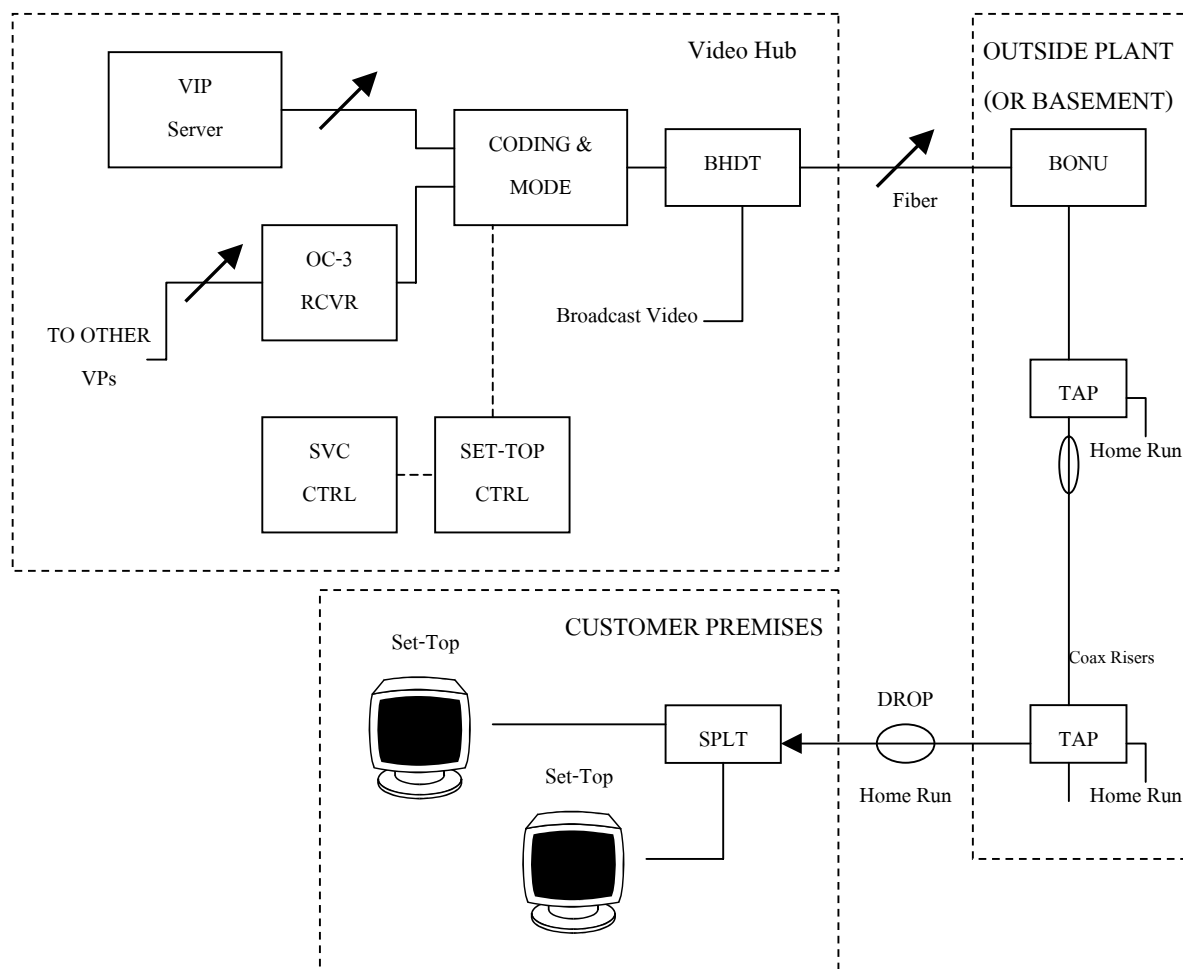 Video Hub
VIP
Server
CODING &
MODE
BHDT
Fiber
OC-3
RCVR
TO OTHER
VPs
Broadcast Video
SVC
CTRL
SET-TOP
CTRL
OUTSIDE PLANT
(OR BASEMENT)
BONU
TAP
Home Run
Coax Risers
TAP
Home Run
DROP
Home Run
CUSTOMER PREMISES
Set-Top
SPLT
Set-Top